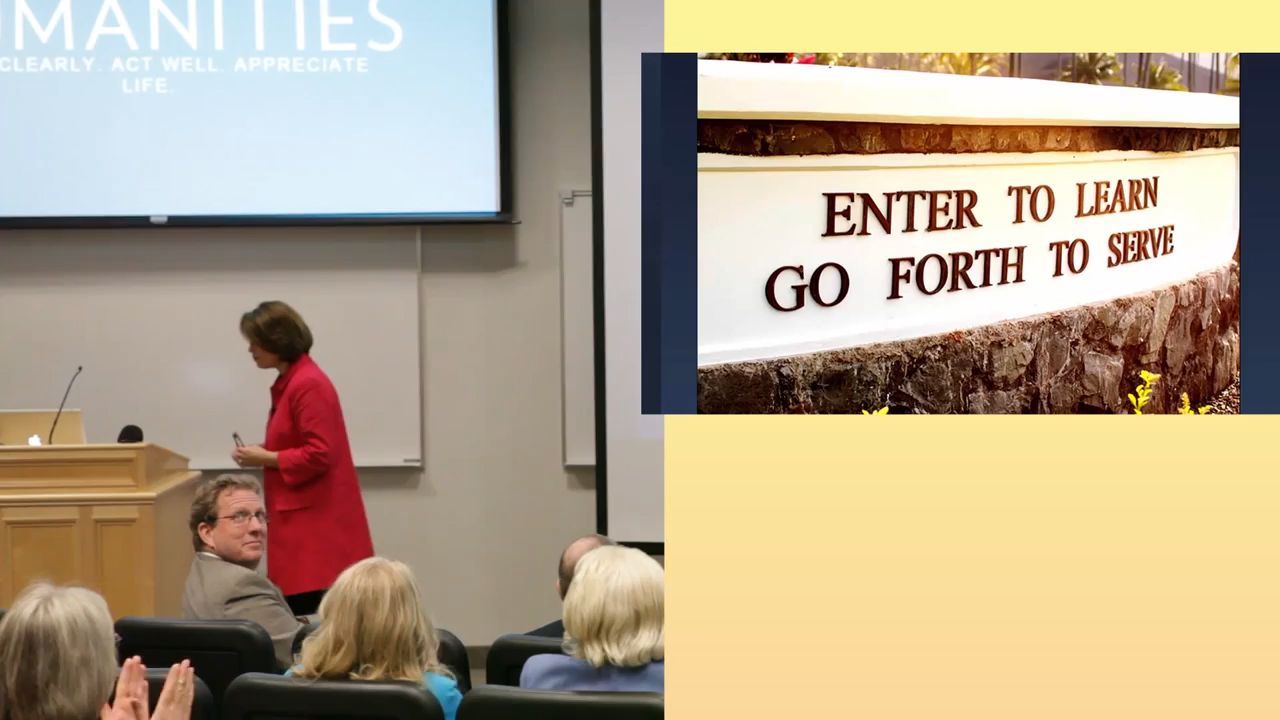 MANITIES
CLEARLY. ACT WELL. APPRECIATE
LIFE.
ENTER TO LEARN
GO FORTH TO SERVE